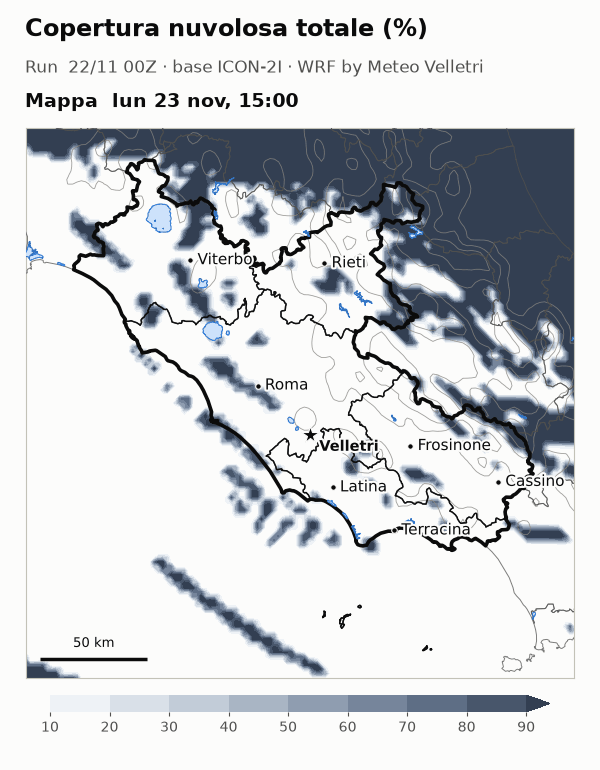 Copertura nuvolosa totale (%)
Run 22/11 00Z · base ICON-2I · WRF by Meteo Velletri
Mappa lun 23 nov, 15:00
Viterbo
Rieti
Roma
Velletri
Frosinone
Latina
Cassino
Terracina
50 km
10 20 30 40 50 60 70 80 90